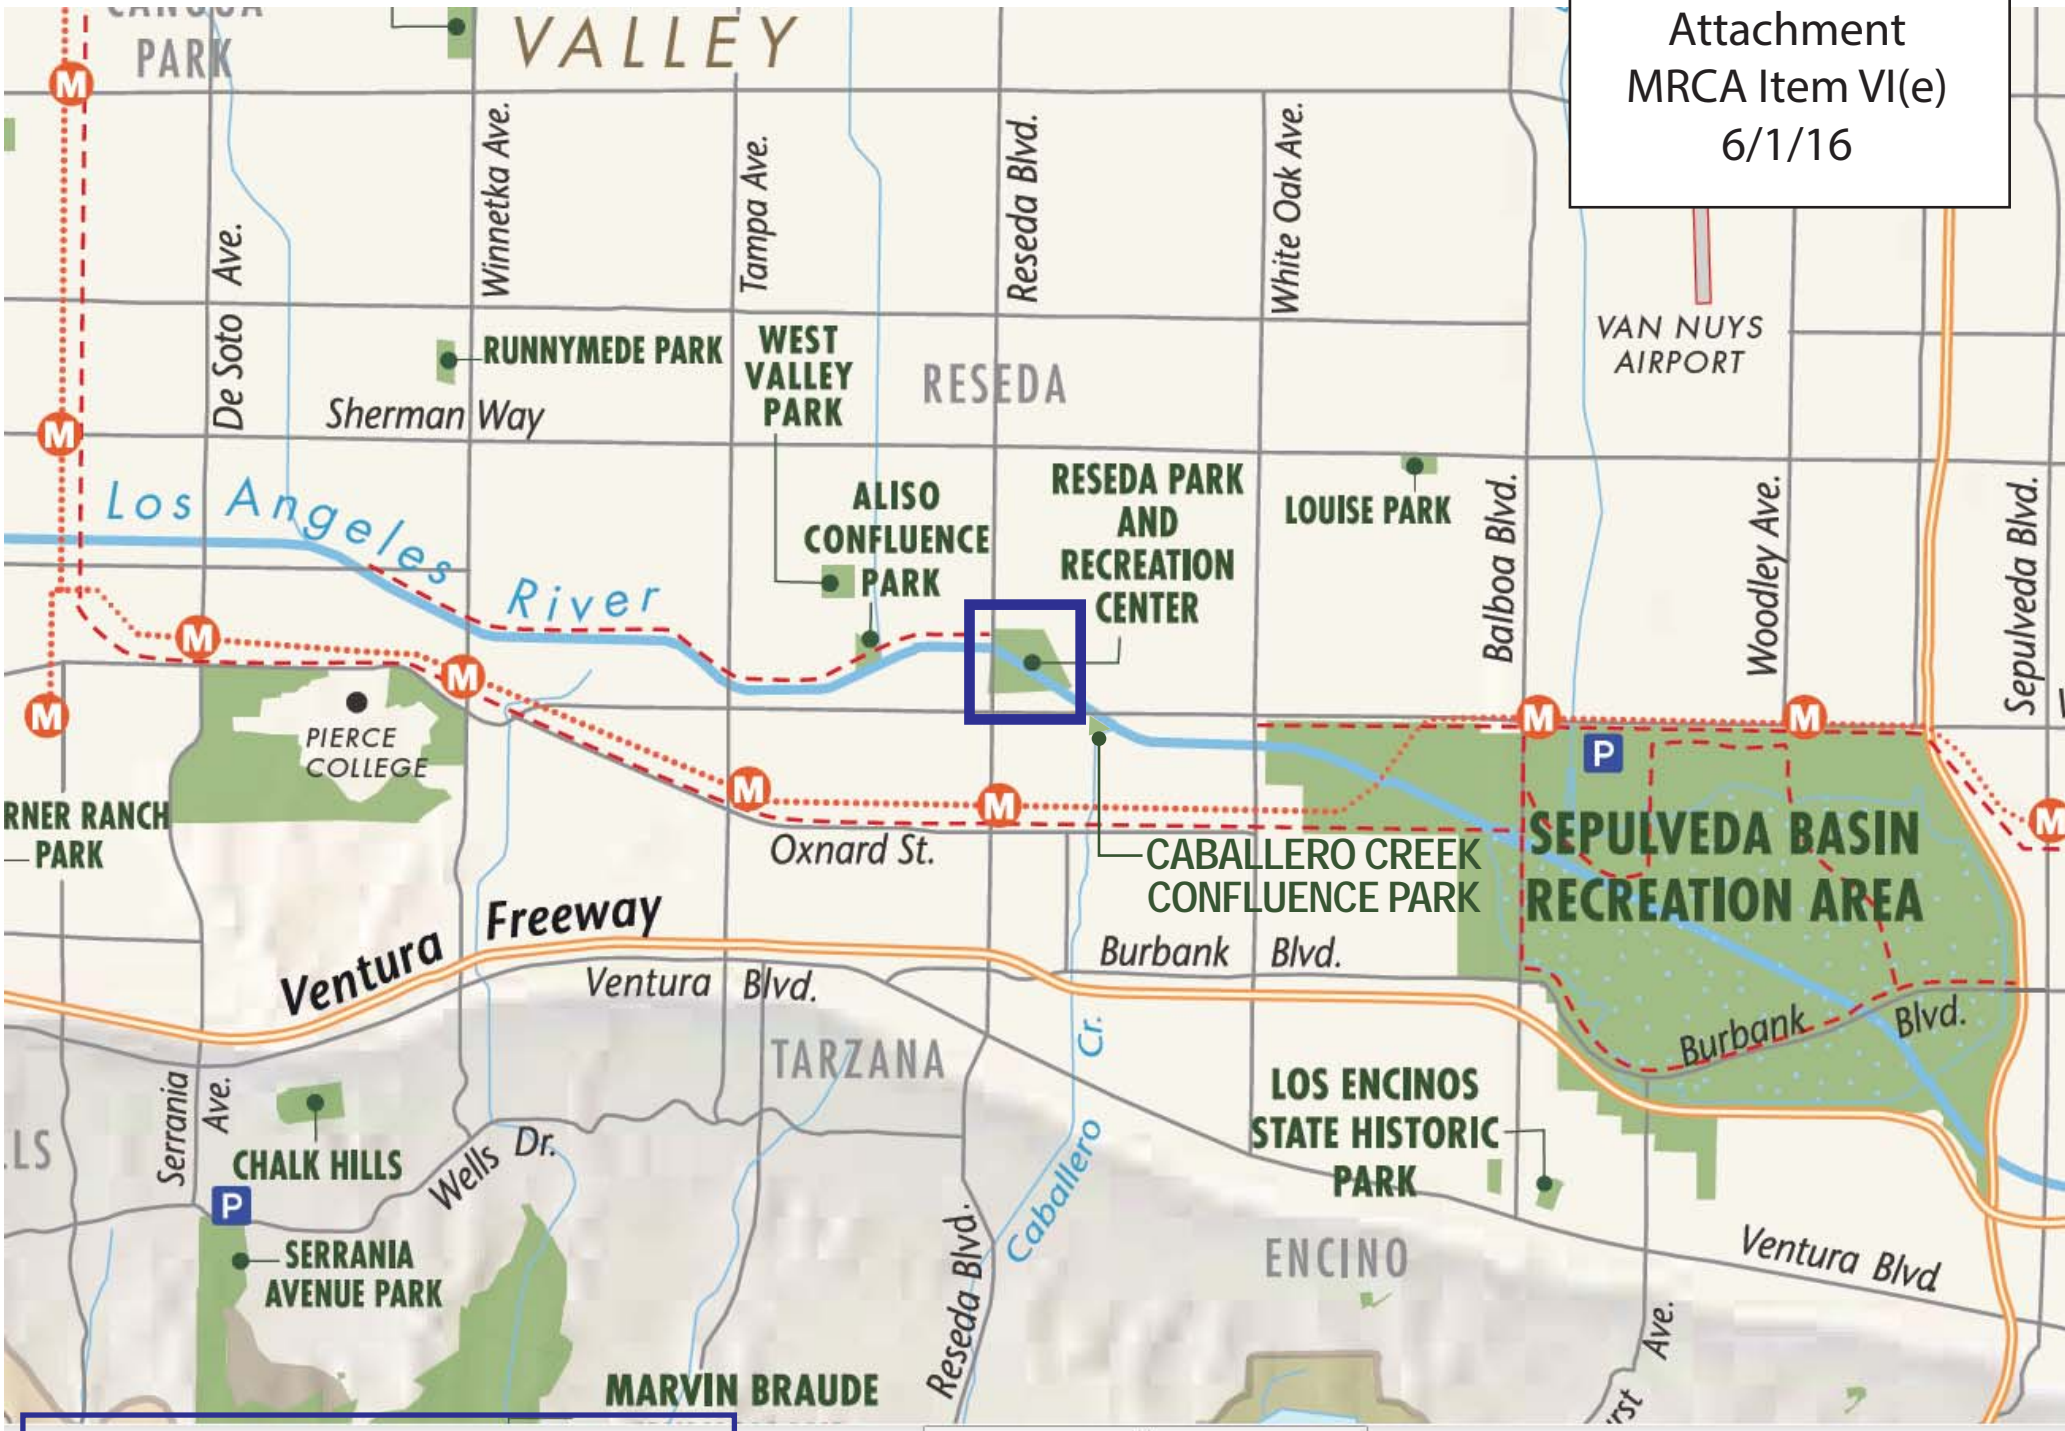 Attachment
MRCA Item VI(e)
6/1/16
PARK
VALLEY
M
Winnetka Ave.
Tampa Ave.
Reseda Blvd.
White Oak Ave.
De Soto Ave.
VAN NUYS
AIRPORT
RUNNYMEDE PARK
WEST
VALLEY
PARK
RESEDA
Sherman Way
M
Los Angeles River
ALISO
CONFLUENCE
PARK
RESEDA PARK
AND
RECREATION
CENTER
LOUISE PARK
Balboa Blvd.
Woodley Ave.
Sepulveda Blvd.
M
M
M
M
M
P
PIERCE
COLLEGE
M
M
M
RNER RANCH
PARK
Oxnard St.
CABALLERO CREEK
CONFLUENCE PARK
SEPULVEDA BASIN
RECREATION AREA
Ventura Freeway
Burbank Blvd.
Ventura Blvd.
Burbank Blvd.
TARZANA
Caballero Cr.
LOS ENCINOS
STATE HISTORIC
PARK
Serrania Ave.
LS
CHALK HILLS
Wells Dr.
P
SERRANIA
AVENUE PARK
Reseda Blvd.
ENCINO
Ventura Blvd
Ave.
MARVIN BRAUDE